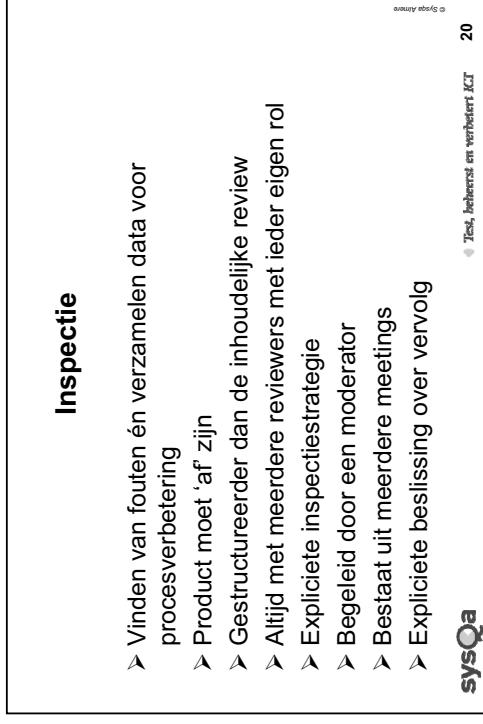 Inspectie
➢ Vinden van fouten én verzamelen data voor
procesverbetering
➢ Product moet ‘af’ zijn
➢ Gestructureerder dan de inhoudelijke review
➢ Altijd met meerdere reviewers met ieder eigen rol
➢ Expliciete inspectiestrategie
➢ Begeleid door een moderator
➢ Bestaat uit meerdere meetings
➢ Expliciete beslissing over vervolg
sysQa
Test, beheerst en verbetert ICT
20
© Sysqa Almere